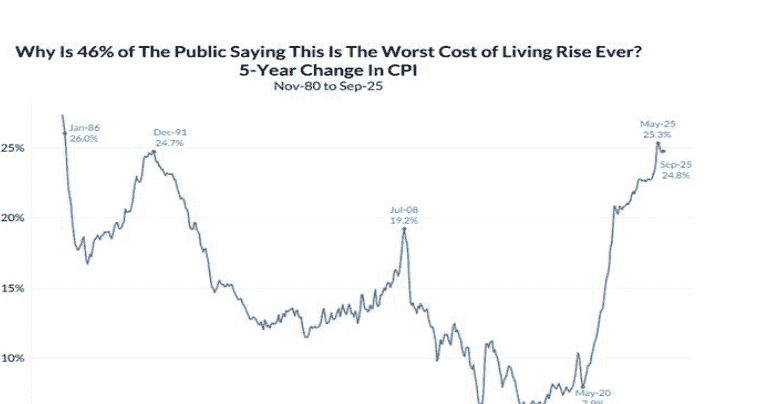 Why Is 46% of The Public Saying This Is The Worst Cost of Living Rise Ever?
5-Year Change In CPI
Nov-80 to Sep-25
Jan-86
26.0%
Dec-91
24.7%
May-25
25.3%
25%
Sep-25
24.8%
Jul-08
19.2%
20%
15%
10%
May-20
7.9%